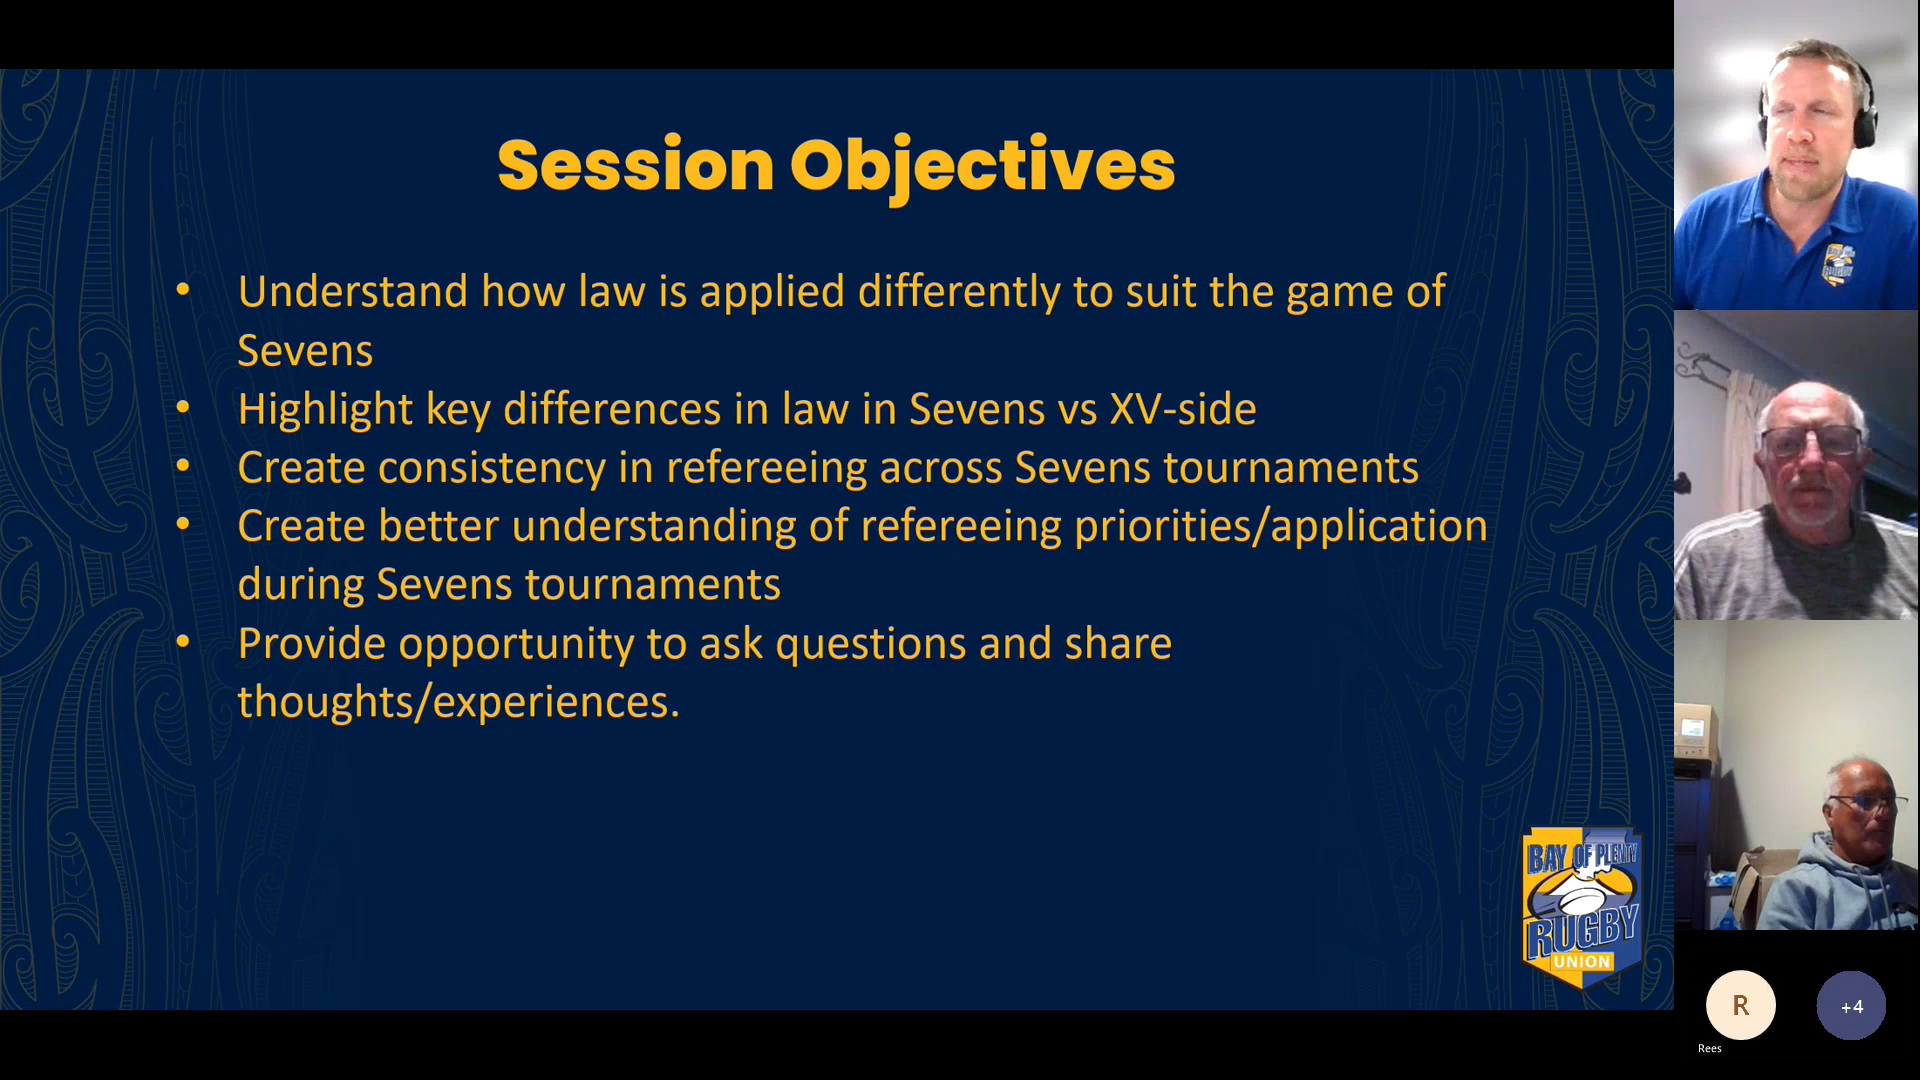 Session Objectives
• Understand how law is applied differently to suit the game of
Sevens
• Highlight key differences in law in Sevens vs XV-side
• Create consistency in refereeing across Sevens tournaments
• Create better understanding of refereeing priorities/application
during Sevens tournaments
• Provide opportunity to ask questions and share
thoughts/experiences.
BAY OF PLENTY
RUGBY
UNION
R
+4
Rees